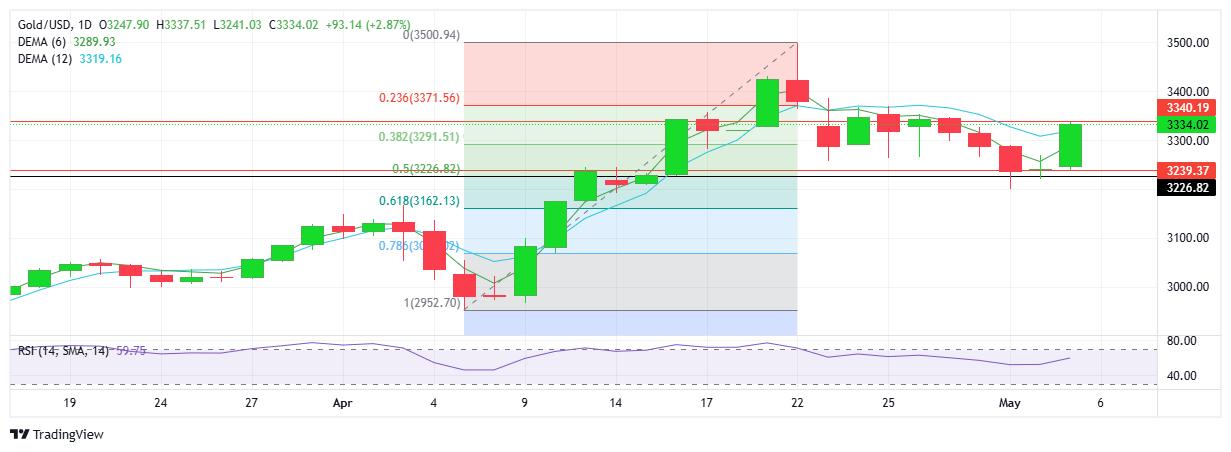 Gold/USD, 1D O3247.90 H3337.51 L3241.03 C3334.02 +93.14 (+2.87%)
DEMA (6) 3289.93
DEMA (12) 3319.16
0(3500.94)
0.236(3371.56)
0.382(3291.51)
0.5(3226.82)
0.618(3162.13)
1(2952.70)
3500.00
3400.00
3340.19
3334.02
3300.00
3239.37
3226.82
3100.00
3000.00
RSI (14, SMA, 14) 59.75
80.00
40.00
19 24 27 Apr 4 9 14 17 22 25 May 6
TradingView